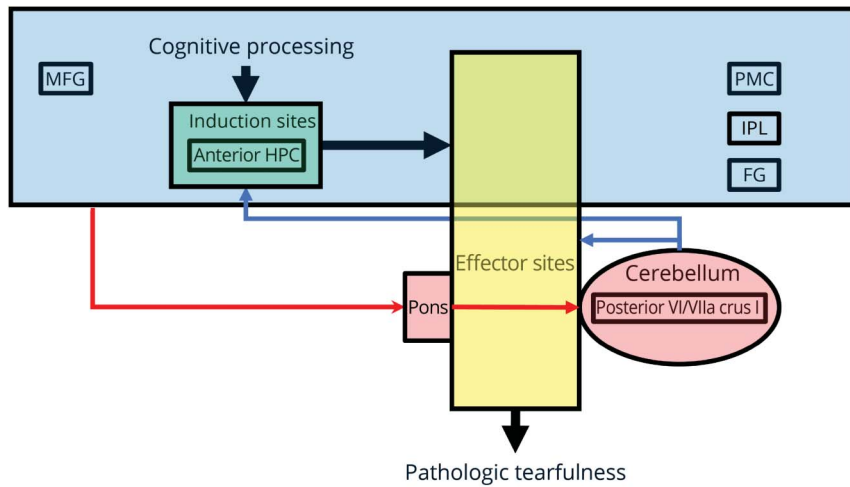 Cognitive processing
MFG
PMC
Induction sites
IPL
Anterior HPC
FG
Effector sites
Cerebellum
Pons
Posterior VI/VIIa crus I
Pathologic tearfulness